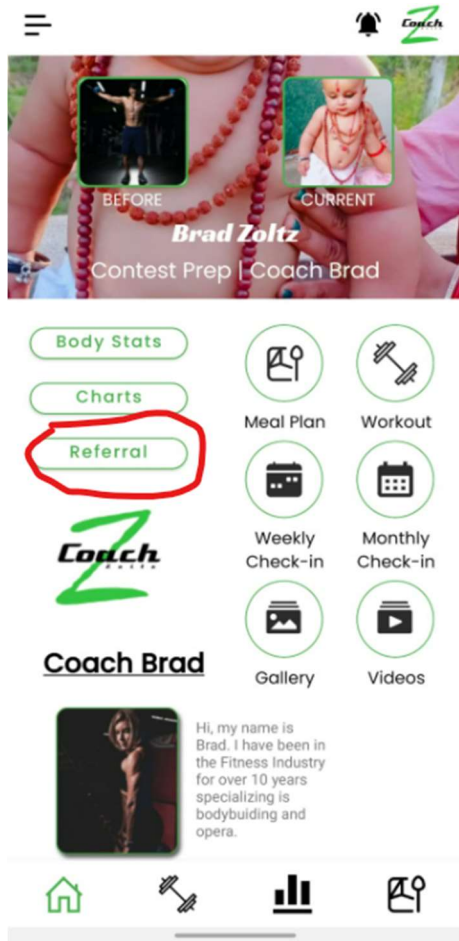 Coach
BEFORE
CURRENT
Brad Zoltz
Contest Prep | Coach Brad
Body Stats
Charts
Referral
Meal Plan
Workout
Weekly
Check-in
Monthly
Check-in
Coach
Coach Brad
Gallery
Videos
Hi, my name is
Brad. I have been in
the Fitness Industry
for over 10 years
specializing is
bodybuiding and
opera.